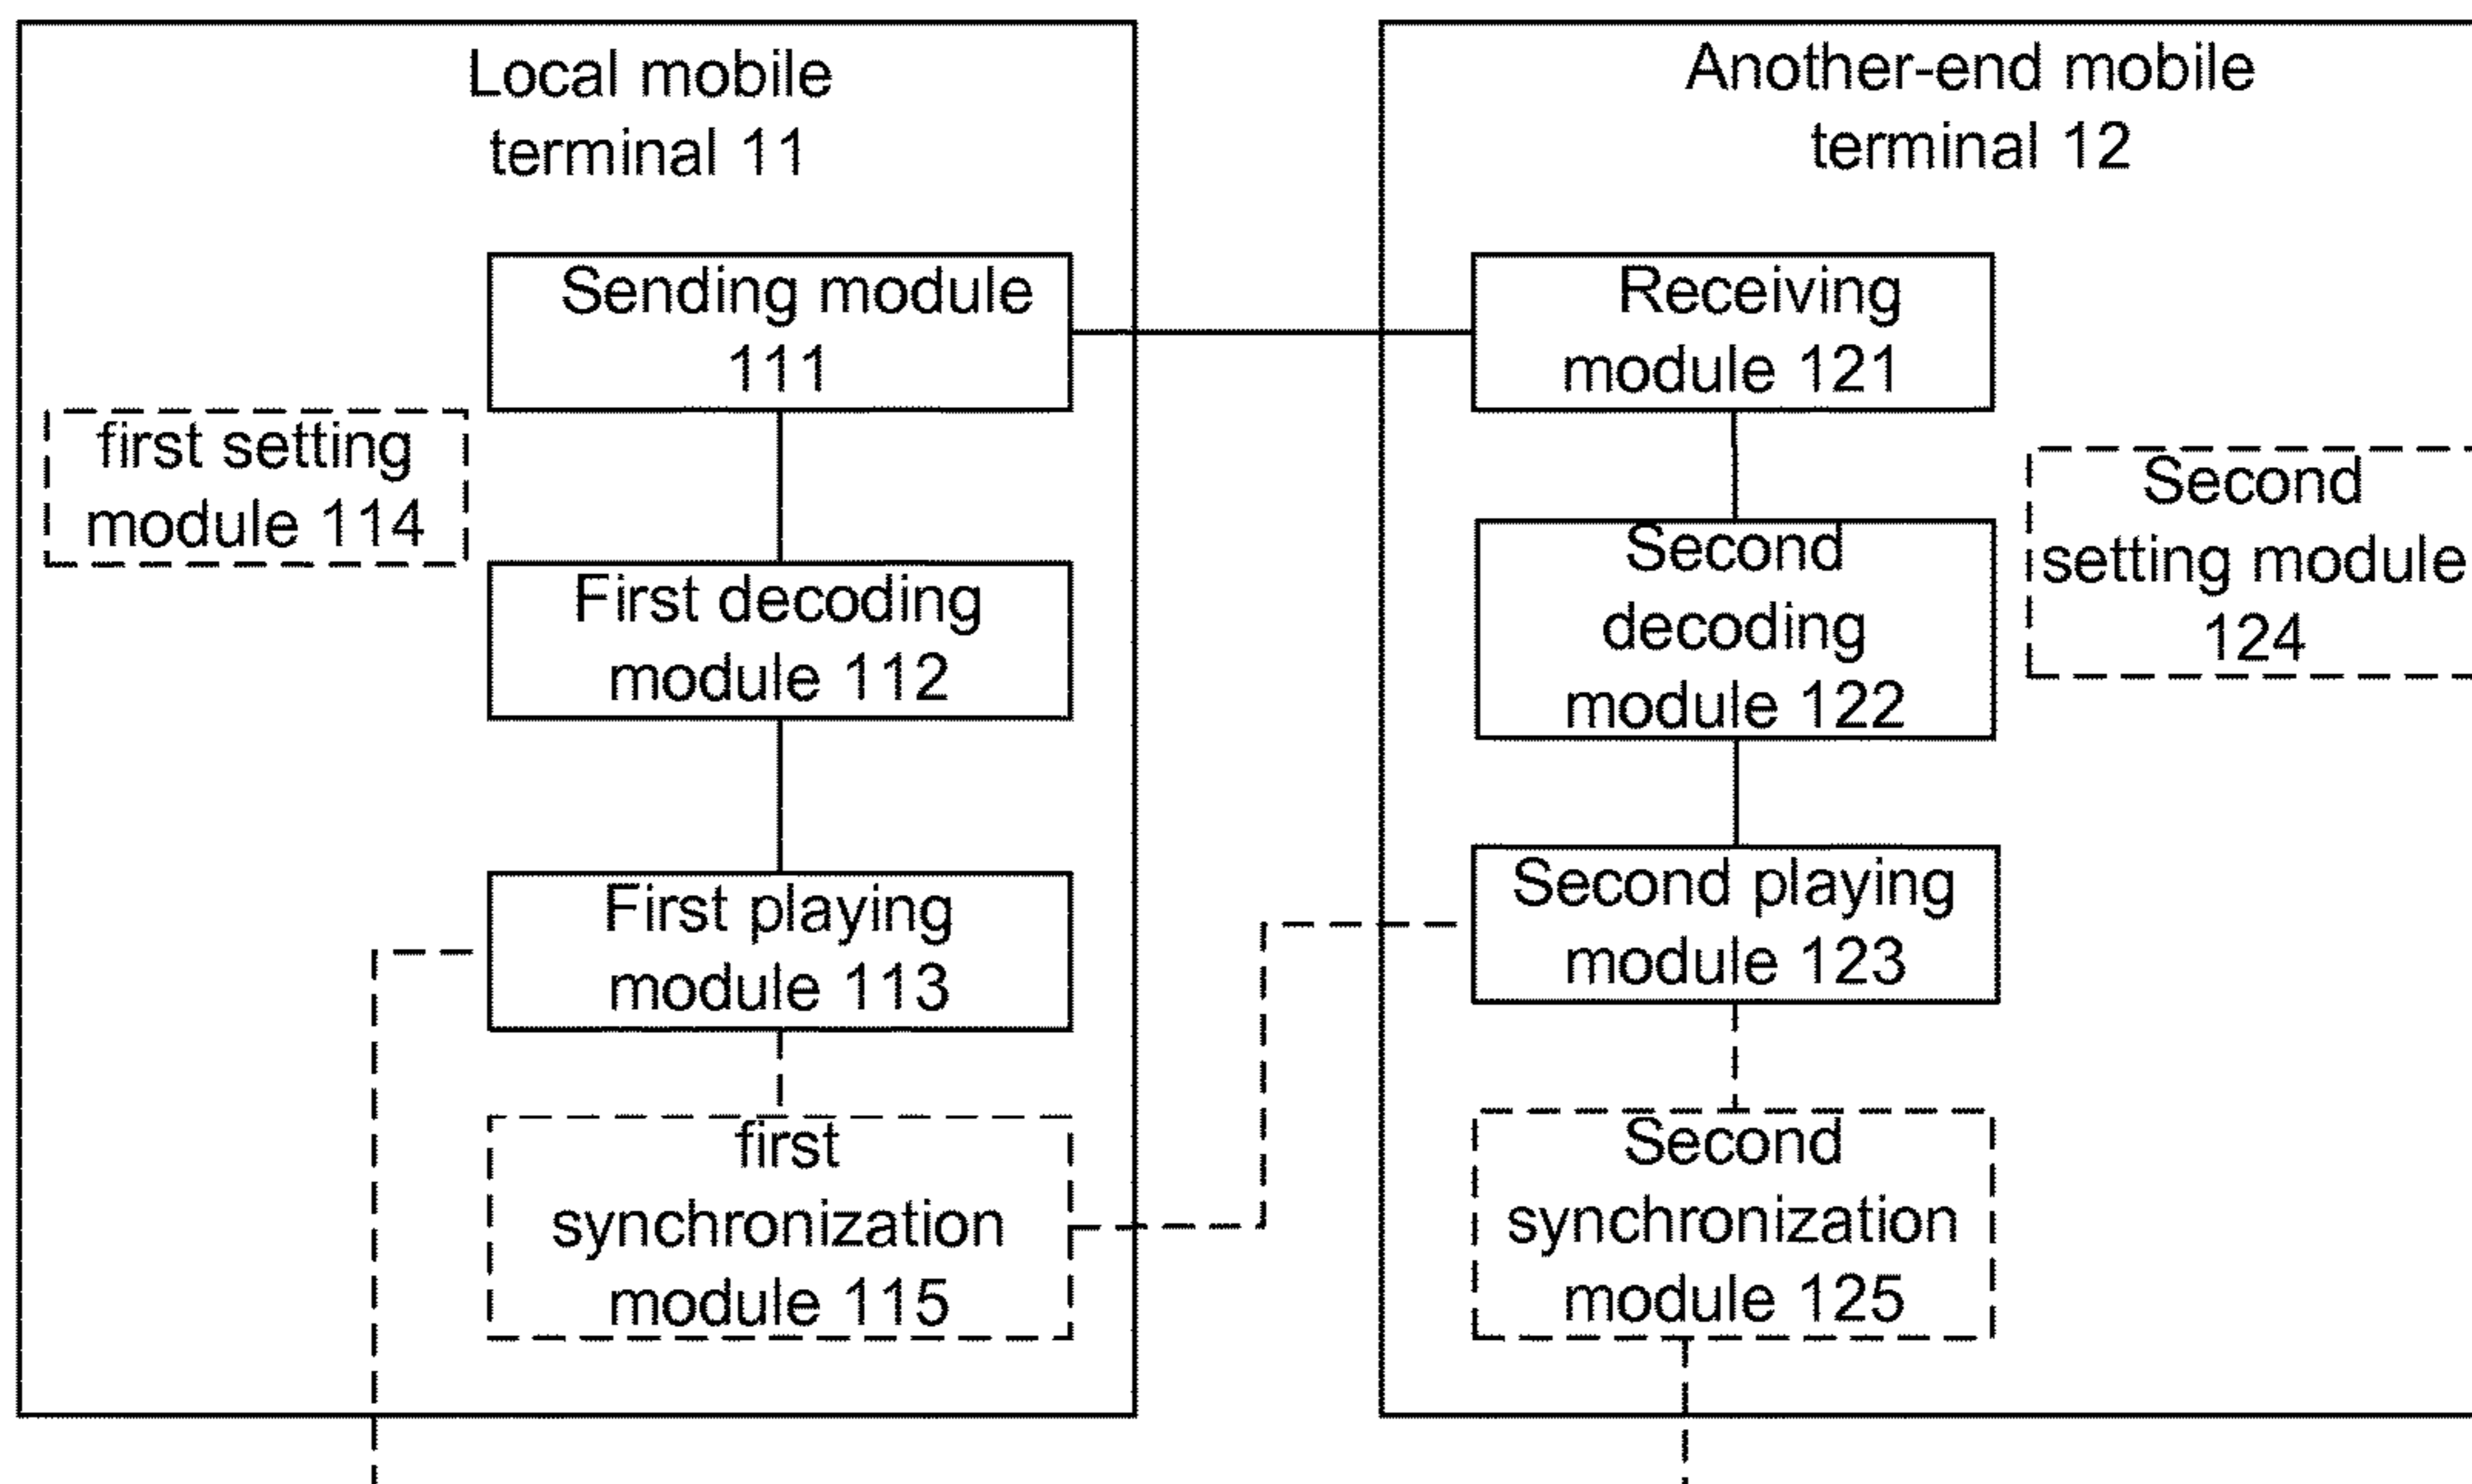 Local mobile
terminal 11
Sending module
111
first setting
module 114
First decoding
module 112
First playing
module 113
first
synchronization
module 115
Another-end mobile
terminal 12
Receiving
module 121
Second
decoding
module 122
Second
setting module
124
Second playing
module 123
Second
synchronization
module 125